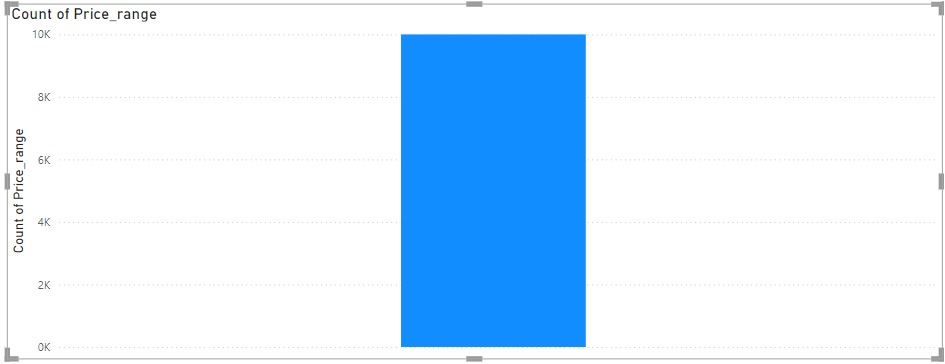 Count of Price_range
Count of Price_range
10K
8K
6K
4K
2K
0K